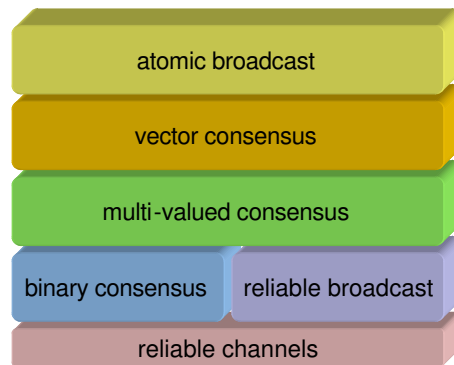 atomic broadcast
vector consensus
multi-valued consensus
binary consensus
reliable broadcast
reliable channels